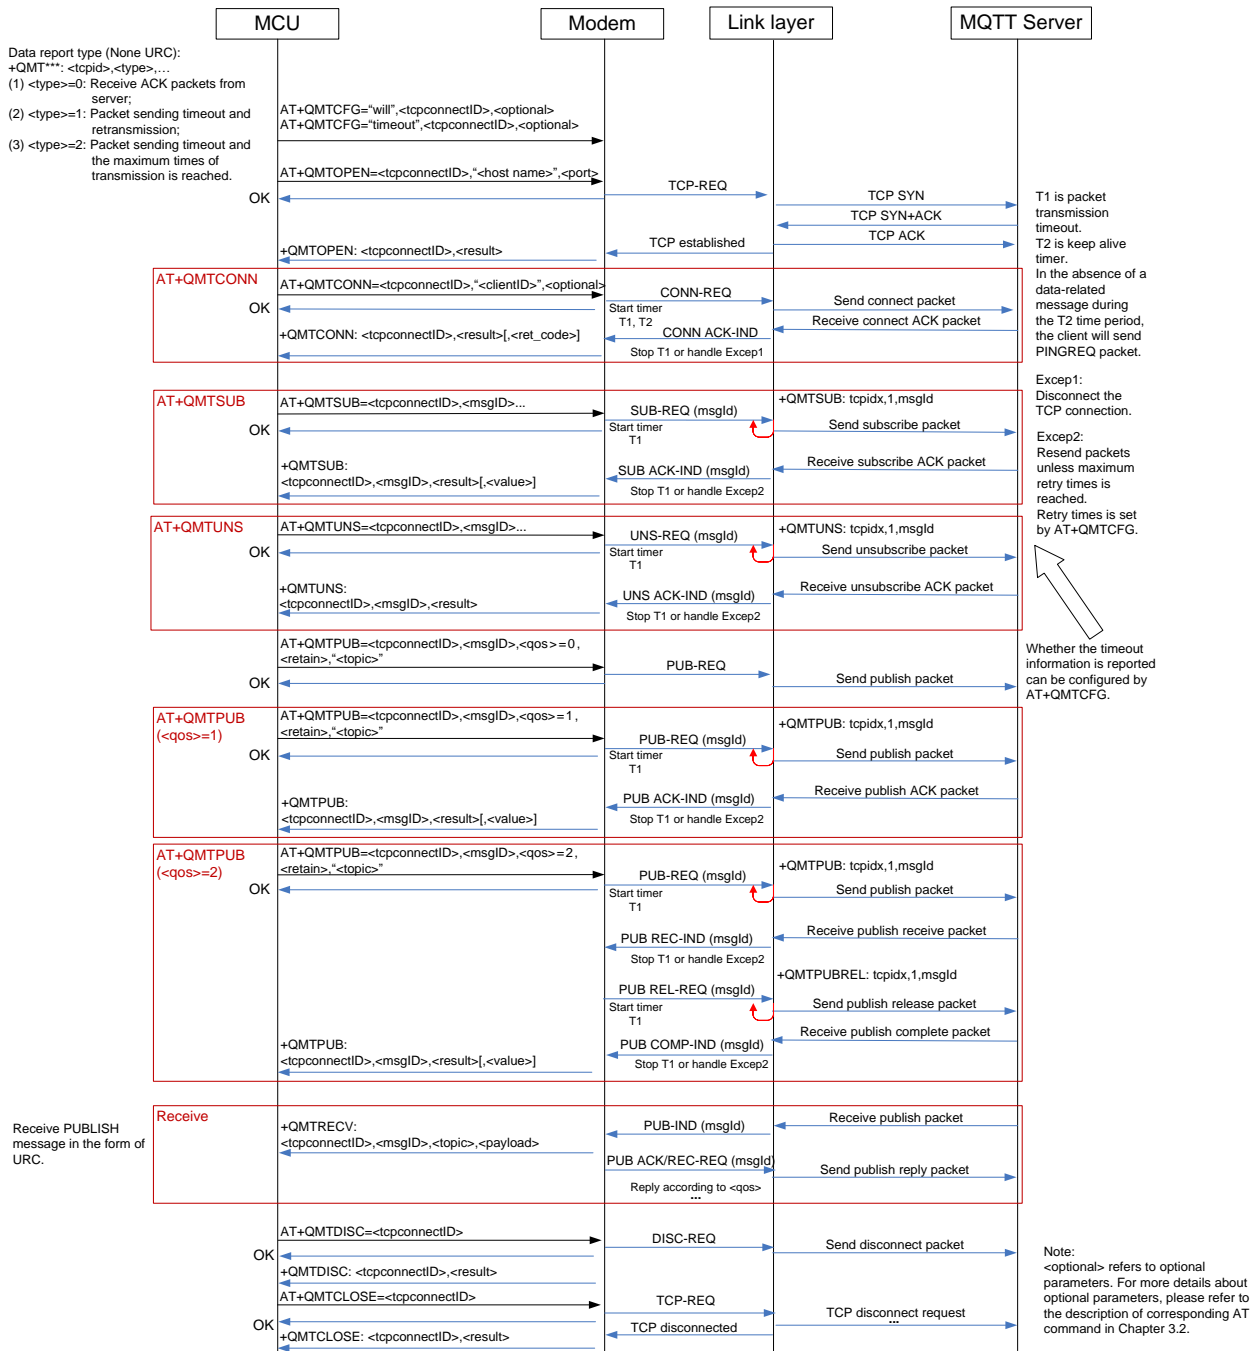 MCU
Modem
Link layer
MQTT Server
Data report type (None URC):
+QMT***: <tcpid>,<type>,…
(1) <type>=0: Receive ACK packets from
server;
(2) <type>=1: Packet sending timeout and
retransmission;
(3) <type>=2: Packet sending timeout and
the maximum times of
transmission is reached.
AT+QMTCFG=“will”,<tcpconnectID>,<optional>
AT+QMTCFG=“timeout”,<tcpconnectID>,<optional>
AT+QMTOPEN=<tcpconnectID>,“<host name>”,<port>
OK
TCP-REQ
TCP SYN
TCP SYN+ACK
TCP ACK
TCP established
+QMTOPEN: <tcpconnectID>,<result>
T1 is packet
transmission
timeout.
T2 is keep alive
timer.
In the absence of a
data-related
message during
the T2 time period,
the client will send
PINGREQ packet.
AT+QMTCONN
AT+QMTCONN=<tcpconnectID>,“<clientID>”,<optional>
OK
CONN-REQ
Start timer
T1, T2
Send connect packet
Receive connect ACK packet
+QMTCONN: <tcpconnectID>,<result>[,<ret_code>]
CONN ACK-IND
Stop T1 or handle Excep1
Excep1:
Disconnect the
TCP connection.
Excep2:
Resend packets
unless maximum
retry times is
reached.
Retry times is set
by AT+QMTCFG.
AT+QMTSUB
AT+QMTSUB=<tcpconnectID>,<msgID>...
OK
SUB-REQ (msgId)
Start timer
T1
+QMTSUB: tcpidx,1,msgId
Send subscribe packet
Receive subscribe ACK packet
+QMTSUB:
<tcpconnectID>,<msgID>,<result>[,<value>]
SUB ACK-IND (msgId)
Stop T1 or handle Excep2
AT+QMTUNS
AT+QMTUNS=<tcpconnectID>,<msgID>...
OK
UNS-REQ (msgId)
Start timer
T1
+QMTUNS: tcpidx,1,msgId
Send unsubscribe packet
Receive unsubscribe ACK packet
+QMTUNS:
<tcpconnectID>,<msgID>,<result>
UNS ACK-IND (msgId)
Stop T1 or handle Excep2
Whether the timeout
information is reported
can be configured by
AT+QMTCFG.
AT+QMTPUB=<tcpconnectID>,<msgID>,<qos>=0,
<retain>,“<topic>”
OK
PUB-REQ
Send publish packet
AT+QMTPUB
(<qos>=1)
AT+QMTPUB=<tcpconnectID>,<msgID>,<qos>=1,
<retain>,“<topic>”
OK
PUB-REQ (msgId)
Start timer
T1
+QMTPUB: tcpidx,1,msgId
Send publish packet
Receive publish ACK packet
+QMTPUB:
<tcpconnectID>,<msgID>,<result>[,<value>]
PUB ACK-IND (msgId)
Stop T1 or handle Excep2
AT+QMTPUB
(<qos>=2)
AT+QMTPUB=<tcpconnectID>,<msgID>,<qos>=2,
<retain>,“<topic>”
OK
PUB-REQ (msgId)
Start timer
T1
+QMTPUB: tcpidx,1,msgId
Send publish packet
Receive publish receive packet
PUB REC-IND (msgId)
Stop T1 or handle Excep2
+QMTPUBREL: tcpidx,1,msgId
PUB REL-REQ (msgId)
Start timer
T1
Send publish release packet
Receive publish complete packet
+QMTPUB:
<tcpconnectID>,<msgID>,<result>[,<value>]
PUB COMP-IND (msgId)
Stop T1 or handle Excep2
Receive PUBLISH
message in the form of
URC.
Receive
+QMTRECV:
<tcpconnectID>,<msgID>,<topic>,<payload>
PUB-IND (msgId)
Receive publish packet
PUB ACK/REC-REQ (msgId)
Send publish reply packet
Reply according to <qos>
...
AT+QMTDISC=<tcpconnectID>
OK
DISC-REQ
Send disconnect packet
+QMTDISC: <tcpconnectID>,<result>
AT+QMTCLOSE=<tcpconnectID>
OK
TCP-REQ
TCP disconnect request
...
TCP disconnected
+QMTCLOSE: <tcpconnectID>,<result>
Note:
<optional> refers to optional
parameters. For more details about
optional parameters, please refer to
the description of corresponding AT
command in Chapter 3.2.